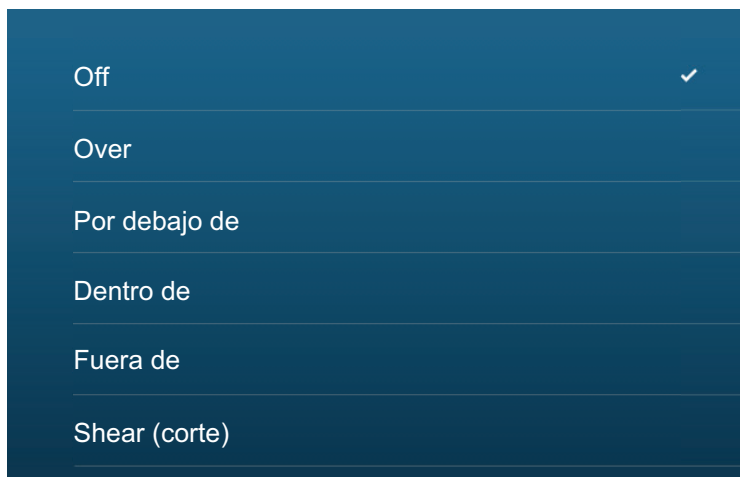 Off
Over
Por debajo de
Dentro de
Fuera de
Shear (corte)